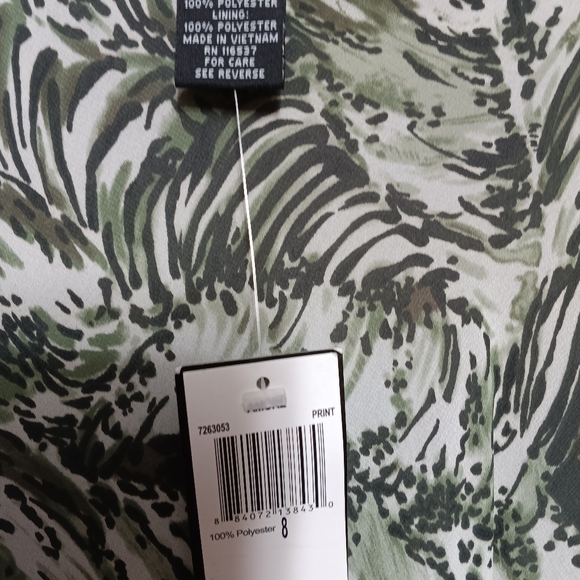 100% POLYESTER
LINING:
100% POLYESTER
MADE IN VIETNAM
RN 116537
FOR CARE
SEE REVERSE
7263053
PRINT
8 84072 13843 0
100% Polyester 8